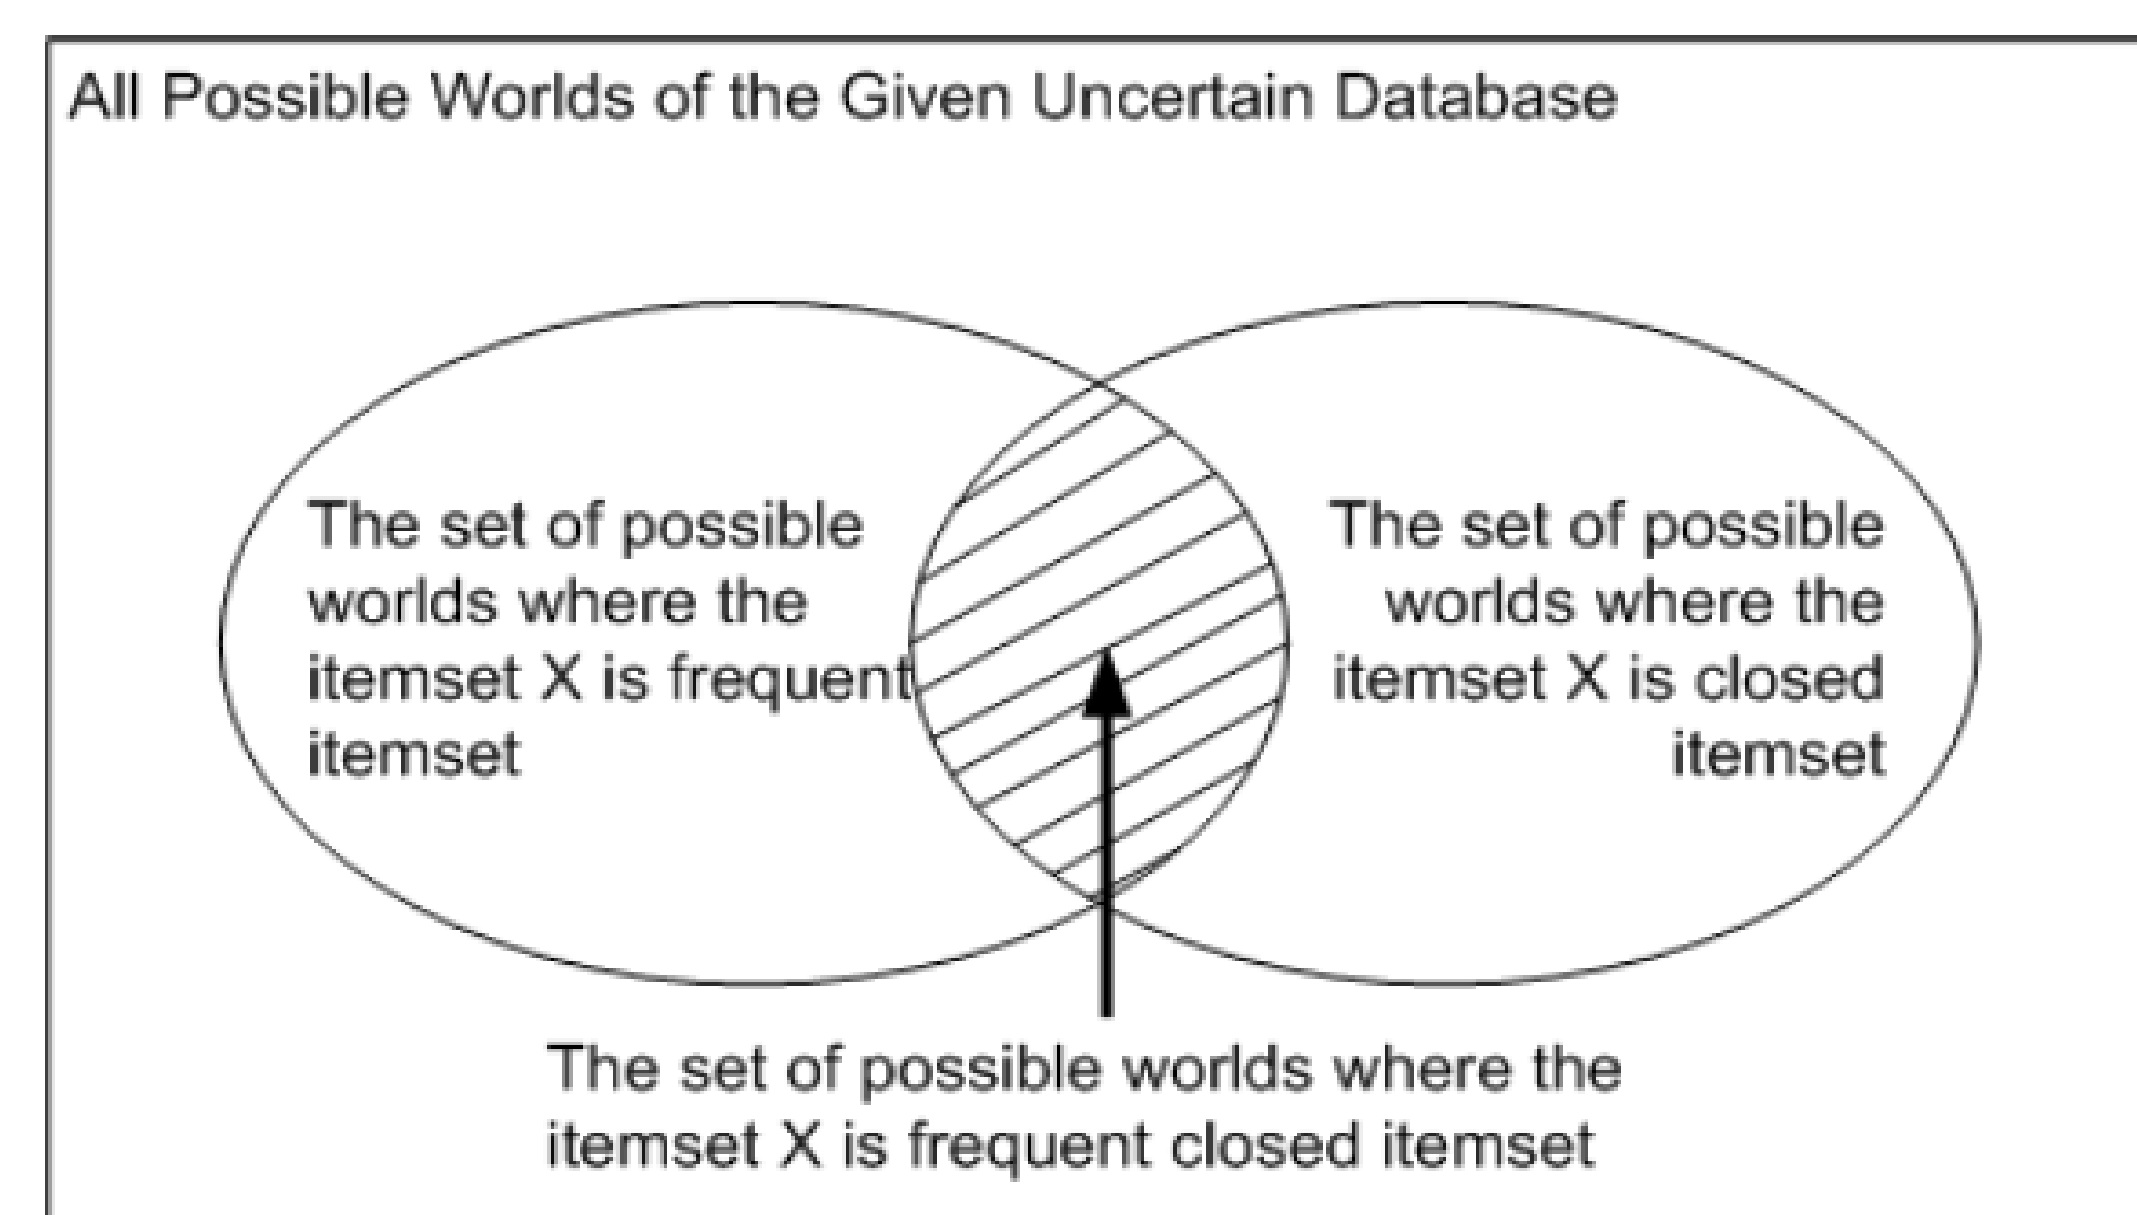 All Possible Worlds of the Given Uncertain Database
The set of possible
worlds where the
itemset X is frequent
itemset
The set of possible
worlds where the
itemset X is closed
itemset
The set of possible worlds where the
itemset X is frequent closed itemset